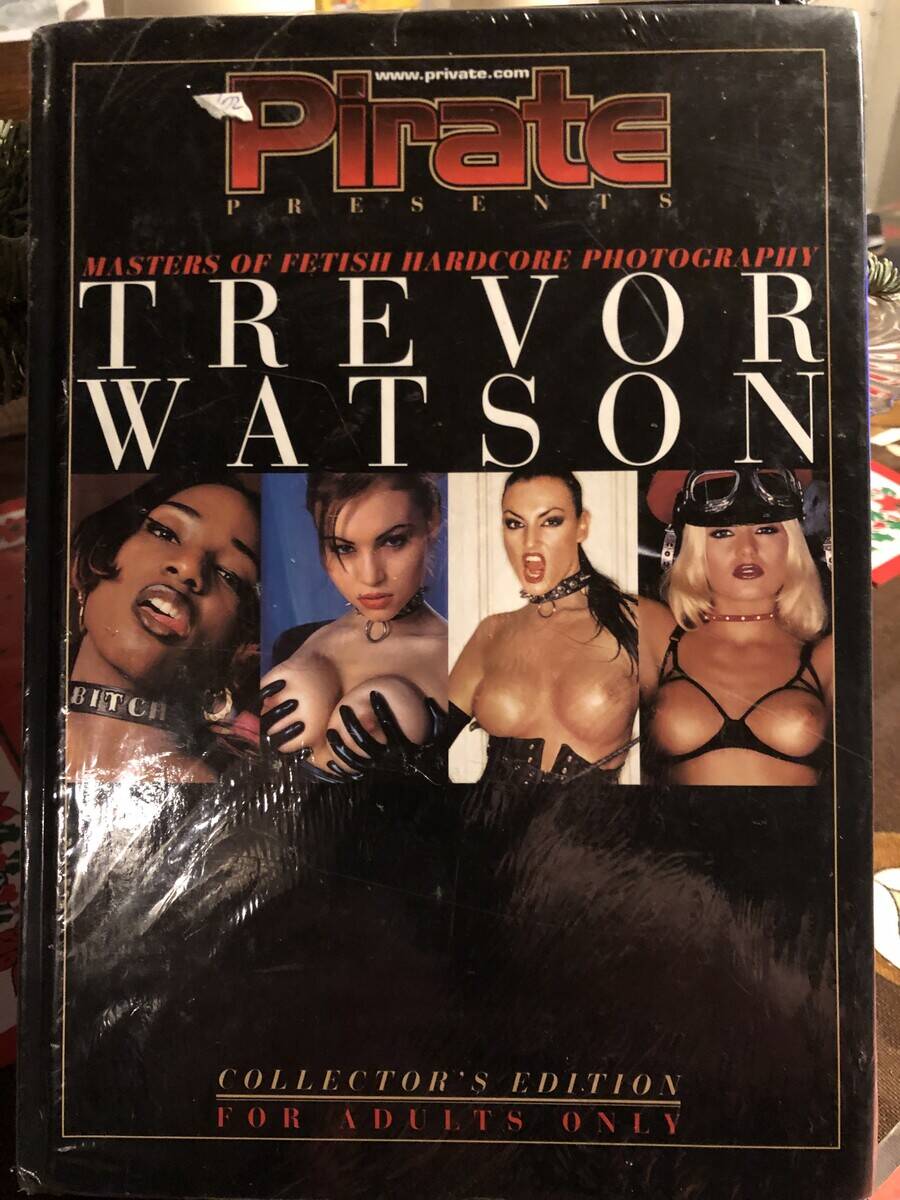 www.private.com
Pirate
PRESENTS
MASTERS OF FETISH HARDCORE PHOTOGRAPHY
TREVOR
WATSON
BITCH
COLLECTOR'S EDITION
FOR ADULTS ONLY